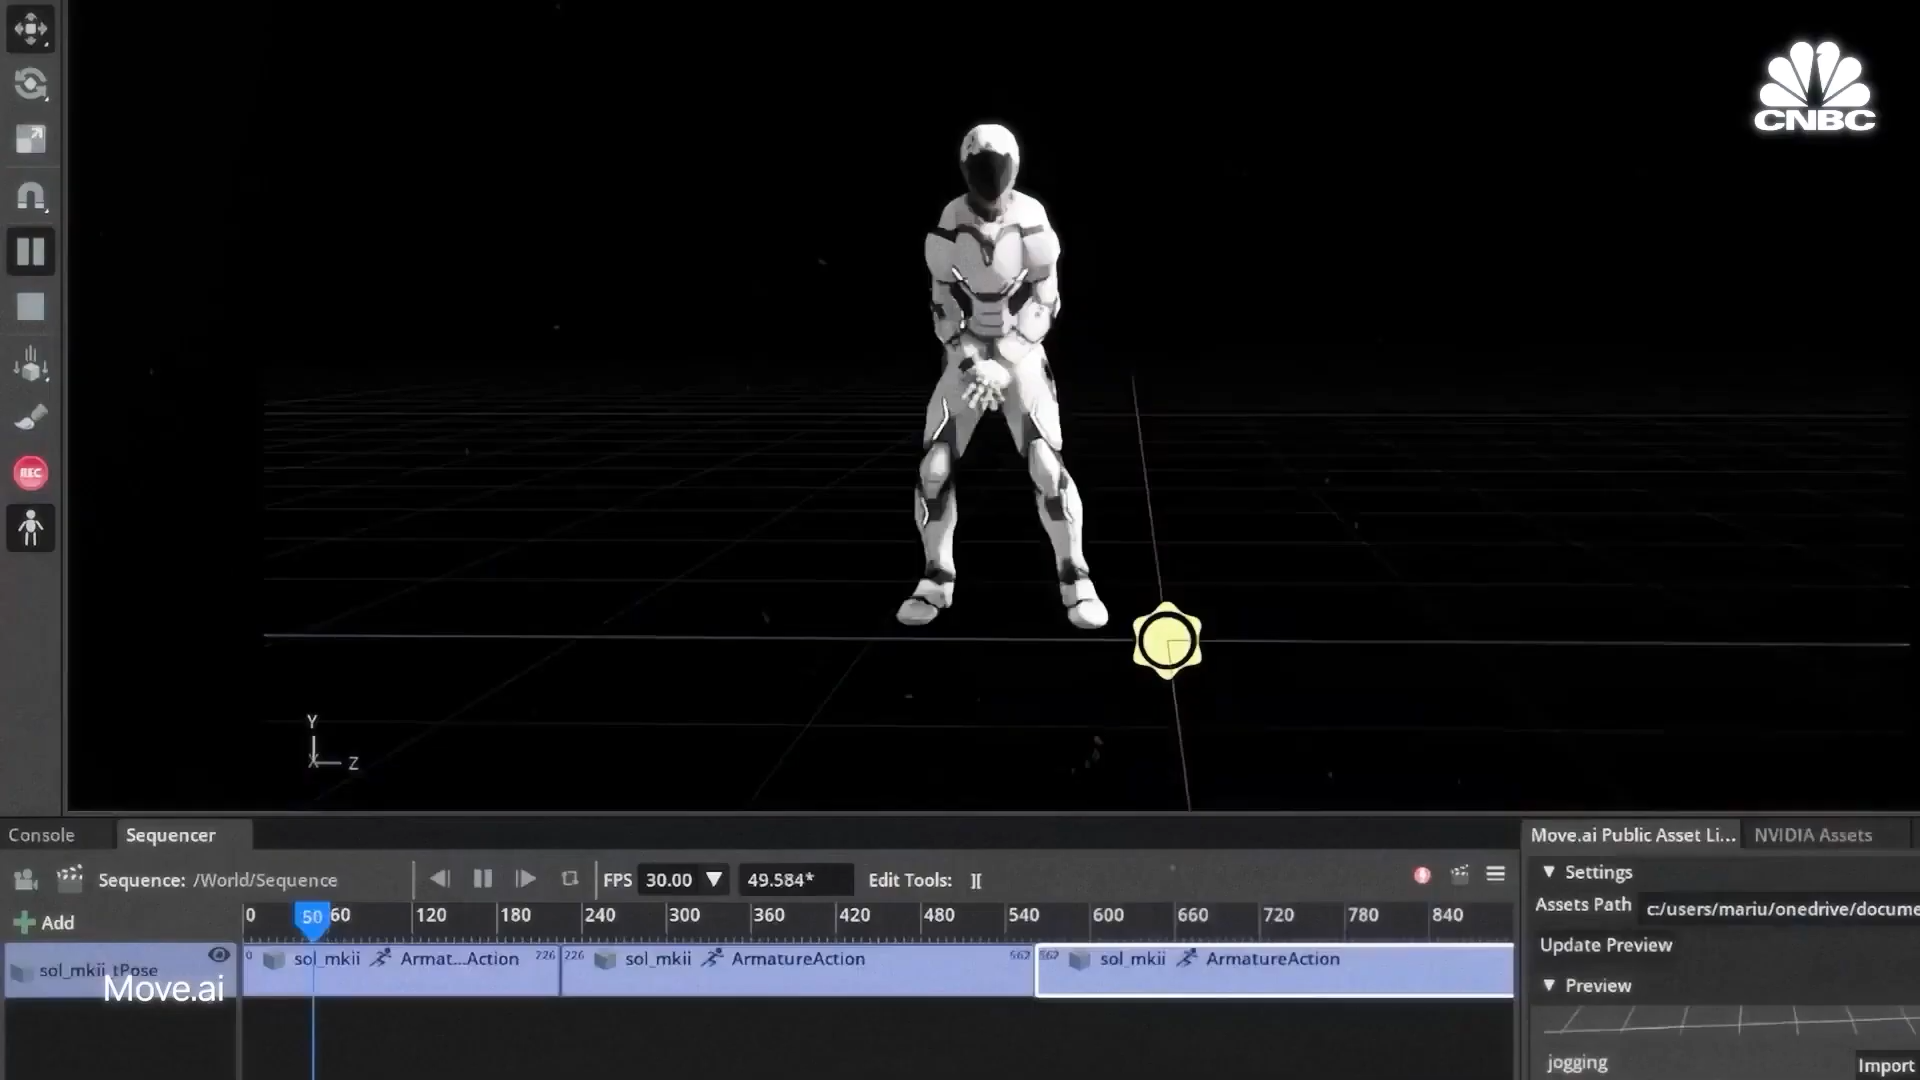 CNBC
REC
Y
X
Z
Console
Sequencer
Move.ai Public Asset Li...
NVIDIA Assets
Sequence: /World/Sequence
FPS 30.00
49.584*
Edit Tools: ][
Settings
Add
0 50 60 120 180 240 300 360 420 480 540 600 660 720 780 840
Assets Path c:/users/mariu/onedrive/docume
Update Preview
sol_mkii_tPose
0 sol_mkii Armat...Action 226
226 sol_mkii ArmatureAction 562
562 sol_mkii ArmatureAction
Move.ai
Preview
jogging
Import